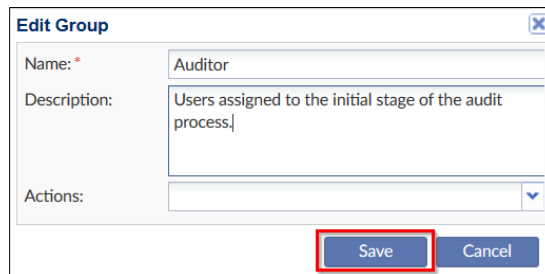 Edit Group
Name: * Auditor
Description: Users assigned to the initial stage of the audit
process.
Actions:
Save Cancel